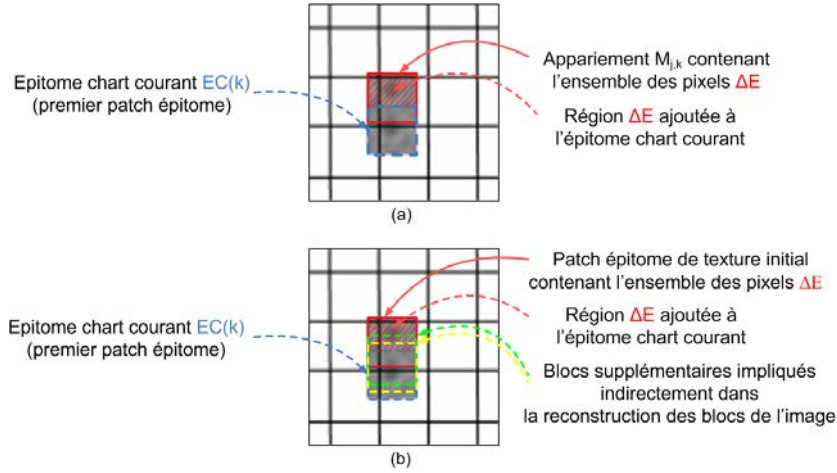 Appariement Mj,k contenant
l'ensemble des pixels ΔE
Epitome chart courant EC(k)
(premier patch épitome)
Région ΔE ajoutée à
l'épitome chart courant
(a)
Patch épitome de texture initial
contenant l'ensemble des pixels ΔE
Epitome chart courant EC(k)
(premier patch épitome)
Région ΔE ajoutée à
l'épitome chart courant
Blocs supplémentaires impliqués
indirectement dans
la reconstruction des blocs de l'image
(b)